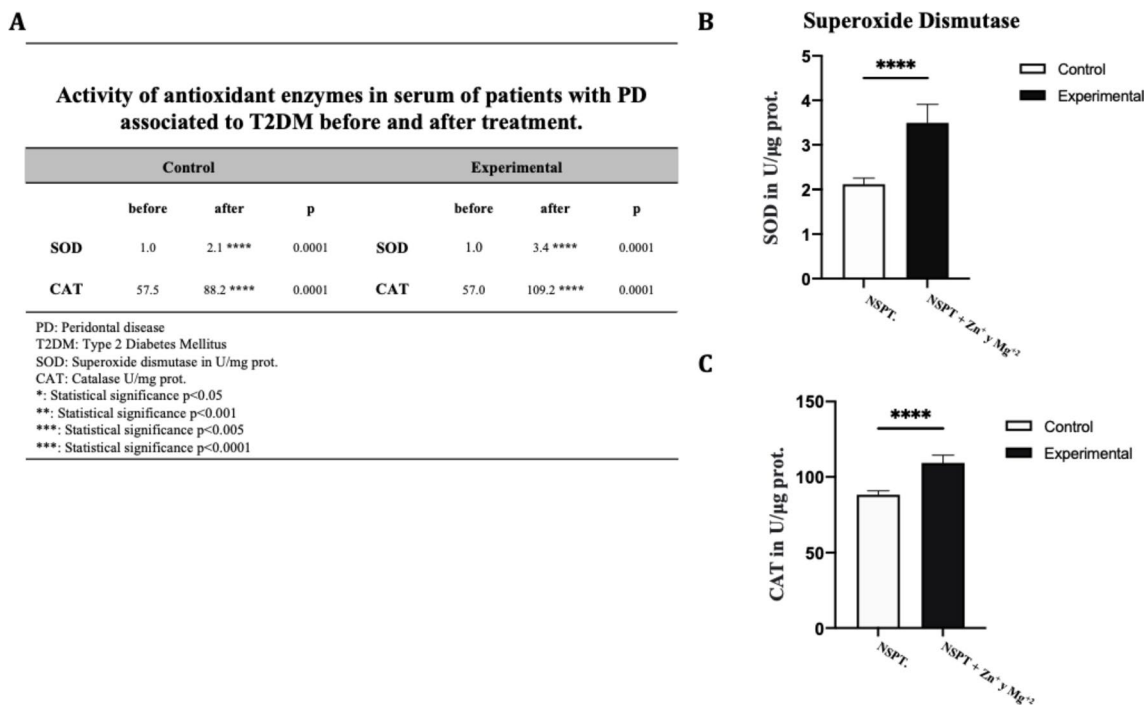 A
Activity of antioxidant enzymes in serum of patients with PD
associated to T2DM before and after treatment.
Control Experimental
before after p before after p
SOD 1.0 2.1 **** 0.0001 SOD 1.0 3.4 **** 0.0001
CAT 57.5 88.2 **** 0.0001 CAT 57.0 109.2 **** 0.0001
PD: Peridontal disease
T2DM: Type 2 Diabetes Mellitus
SOD: Superoxide dismutase in U/mg prot.
CAT: Catalase U/mg prot.
*: Statistical significance p<0.05
**: Statistical significance p<0.001
***: Statistical significance p<0.005
***: Statistical significance p<0.0001
B
Superoxide Dismutase
SOD in U/µg prot.
5
4
3
2
1
0
****
Control
Experimental
NSPT.
NSPT + Zn⁺ y Mg⁺²
C
CAT in U/µg prot.
150
100
50
0
****
Control
Experimental
NSPT.
NSPT + Zn⁺ y Mg⁺²